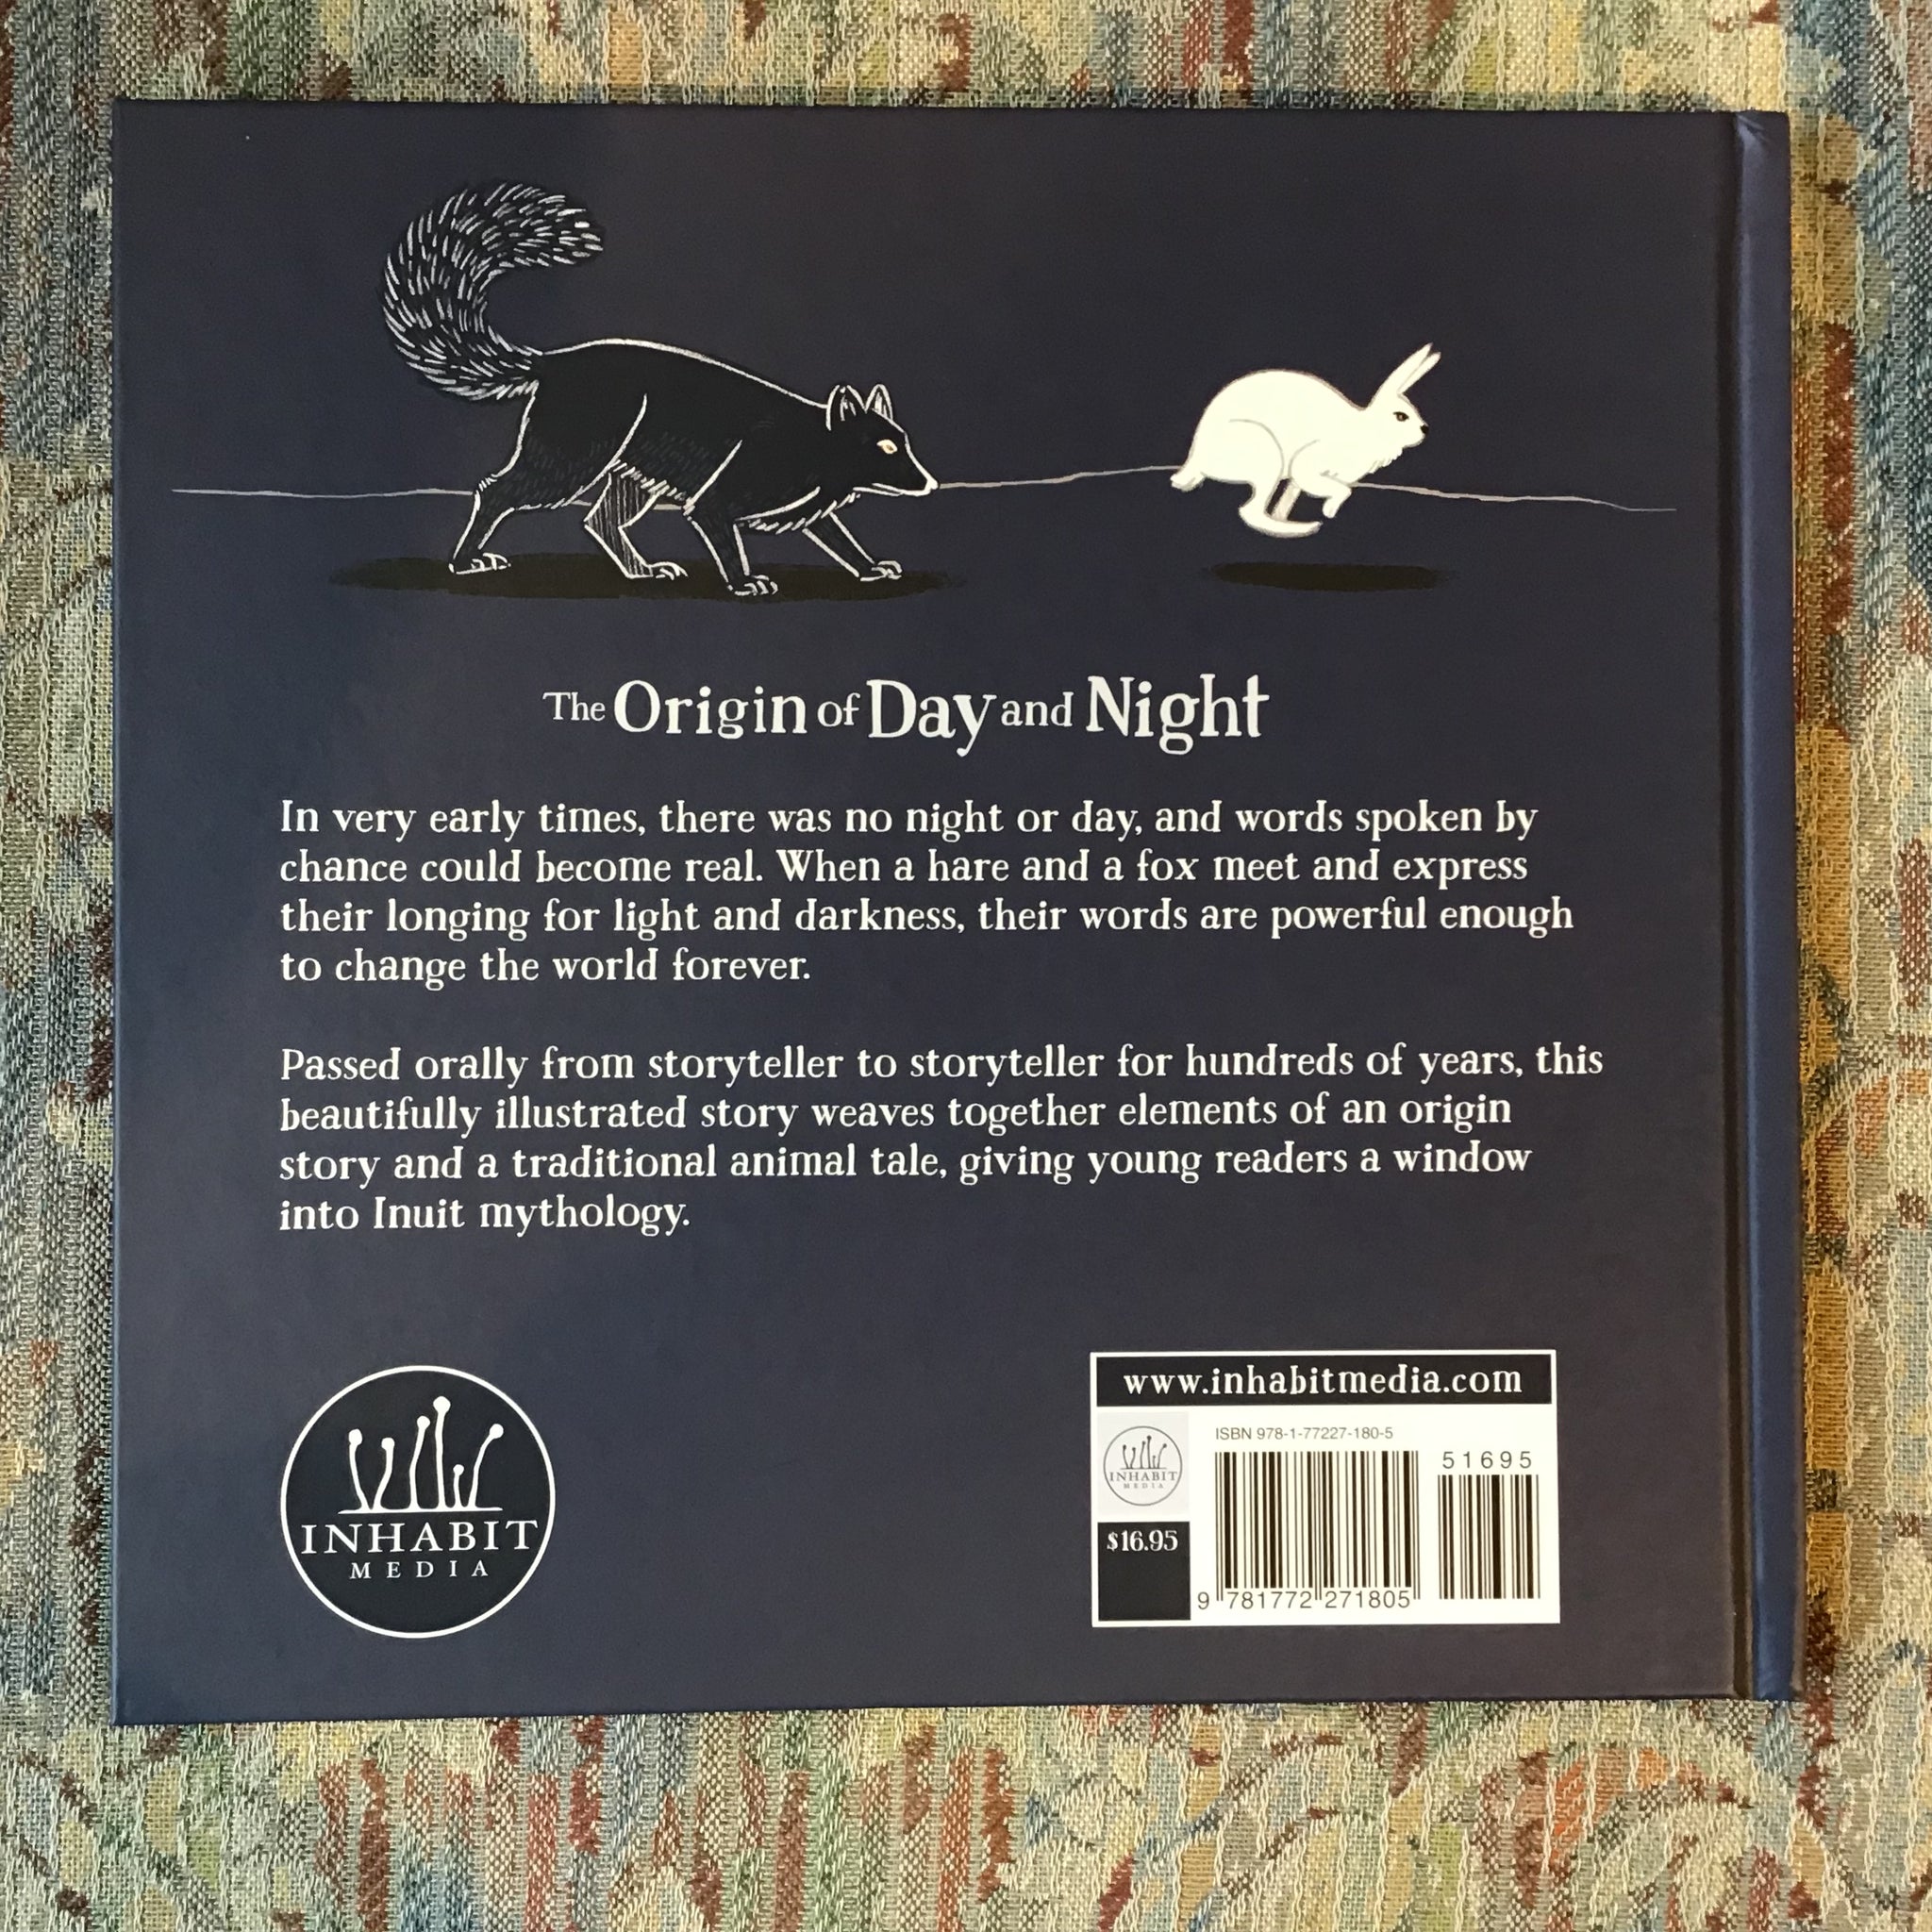 The Origin of Day and Night
In very early times, there was no night or day, and words spoken by
chance could become real. When a hare and a fox meet and express
their longing for light and darkness, their words are powerful enough
to change the world forever.
Passed orally from storyteller to storyteller for hundreds of years, this
beautifully illustrated story weaves together elements of an origin
story and a traditional animal tale, giving young readers a window
into Inuit mythology.
INHABIT
MEDIA
www.inhabitmedia.com
ISBN 978-1-77227-180-5
51695
INHABIT
MEDIA
$16.95
9 781772 271805